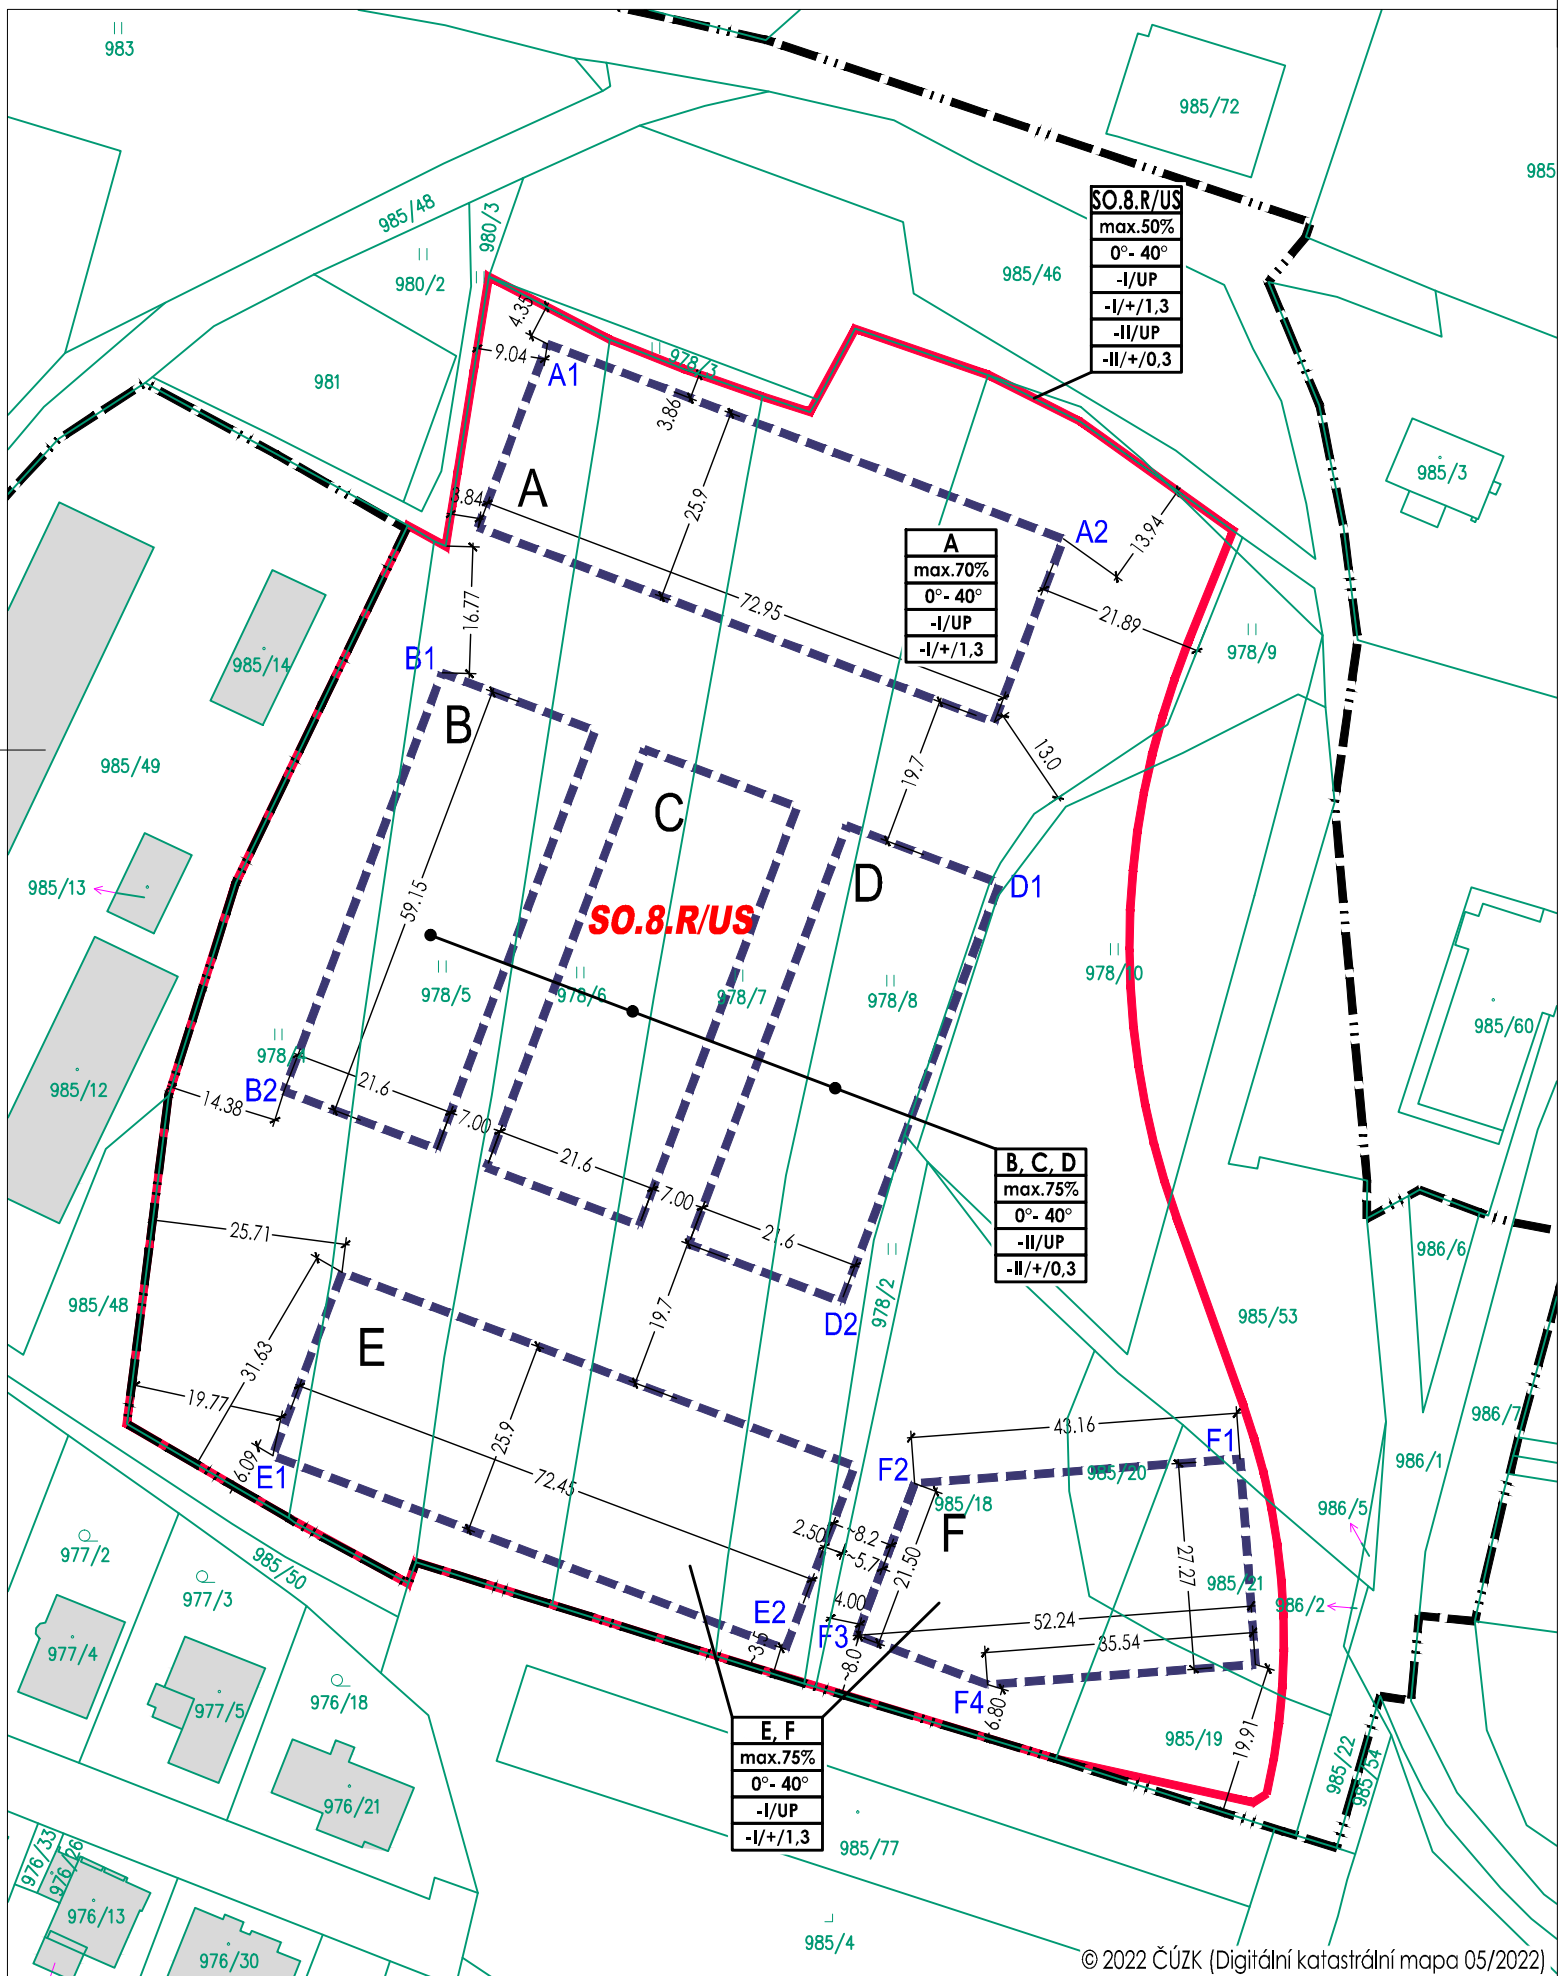 983
985/72
985
985/48
980/3
980/2
985/46
SO.8.R/US
max.50%
0°- 40°
-I/UP
-I/+/1,3
-II/UP
-II/+/0,3
4.35
9.04
A1
978/3
981
3.86
985/3
A
3.84
25.9
A2
13.94
A
max.70%
0°- 40°
-I/UP
-I/+/1,3
16.77
72.95
21.89
978/9
985/14
B1
B
13.0
19.7
985/49
C
D
D1
985/13
59.15
SO.8.R/US
978/10
978/5
978/6
978/7
978/8
985/60
978/4
985/12
B2
21.6
14.38
7.00
21.6
7.00
21.6
B, C, D
max.75%
0°- 40°
-II/UP
-II/+/0,3
25.71
986/6
985/48
978/2
985/53
D2
19.7
E
31.63
19.77
25.9
43.16
F1
986/7
986/1
6.09
E1
72.45
F2
985/20
985/18
986/5
F
2.50
~8.2
~5.7
21.50
27.27
977/2
985/50
977/3
985/21
986/2
4.00
E2
F3
52.24
35.54
~3.5
~8.0
977/4
977/5
976/18
F4
6.80
985/19
19.91
985/22
985/54
E, F
max.75%
0°- 40°
-I/UP
-I/+/1,3
976/21
985/77
976/33
976/26
976/13
976/30
985/4
© 2022 ČÚZK (Digitální katastrální mapa 05/2022)